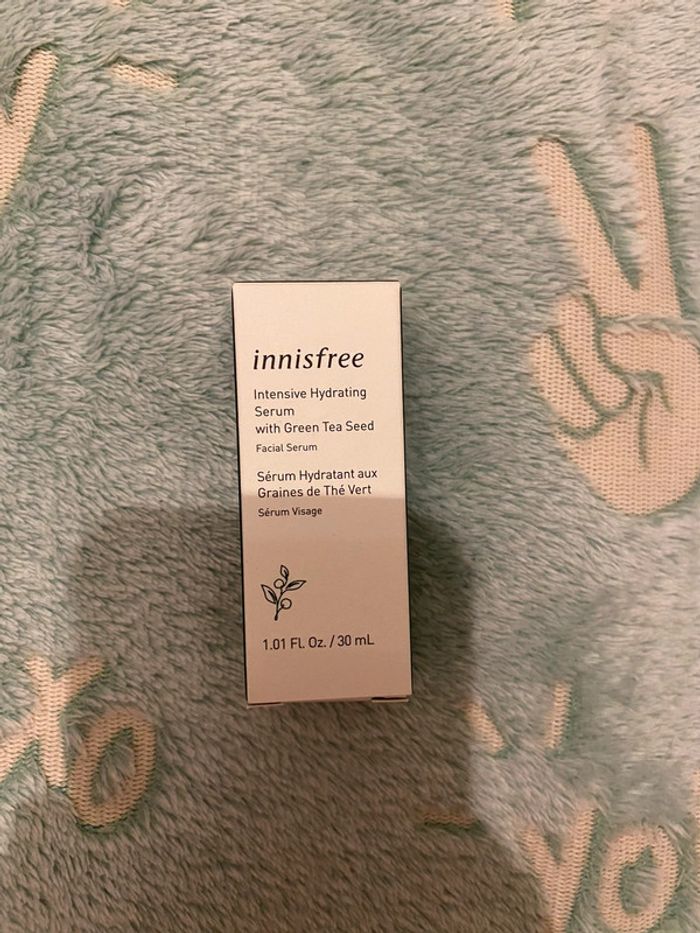 innisfree
Intensive Hydrating
Serum
with Green Tea Seed
Facial Serum
Sérum Hydratant aux
Graines de Thé Vert
Sérum Visage
1.01 Fl. Oz. / 30 mL
yo